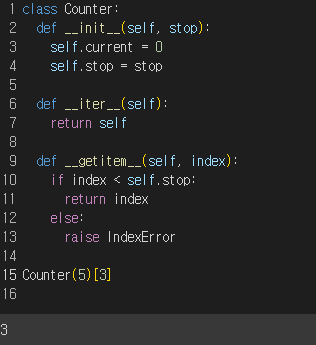 1 class Counter:
2   def __init__(self, stop):
3     self.current = 0
4     self.stop = stop
5
6   def __iter__(self):
7     return self
8
9   def __getitem__(self, index):
10     if index < self.stop:
11       return index
12     else:
13       raise IndexError
14
15 Counter(5)[3]
16
3